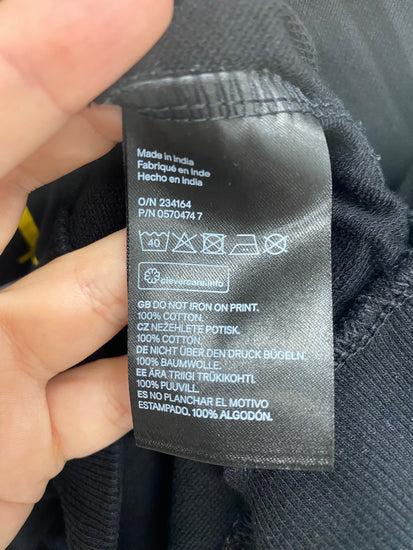 Made in India
Fabriqué en Inde
Hecho en India
O/N 234164
P/N 0570474 7
40
clevercare.info
GB DO NOT IRON ON PRINT.
100% COTTON.
CZ NEŽEHLETE POTISK.
100% COTTON.
DE NICHT ÜBER DEN DRUCK BÜGELN.
100% BAUMWOLLE.
EE ÄRA TRIIGI TRÜKIKOHTI.
100% PUUVILL.
ES NO PLANCHAR EL MOTIVO
ESTAMPADO. 100% ALGODÓN.